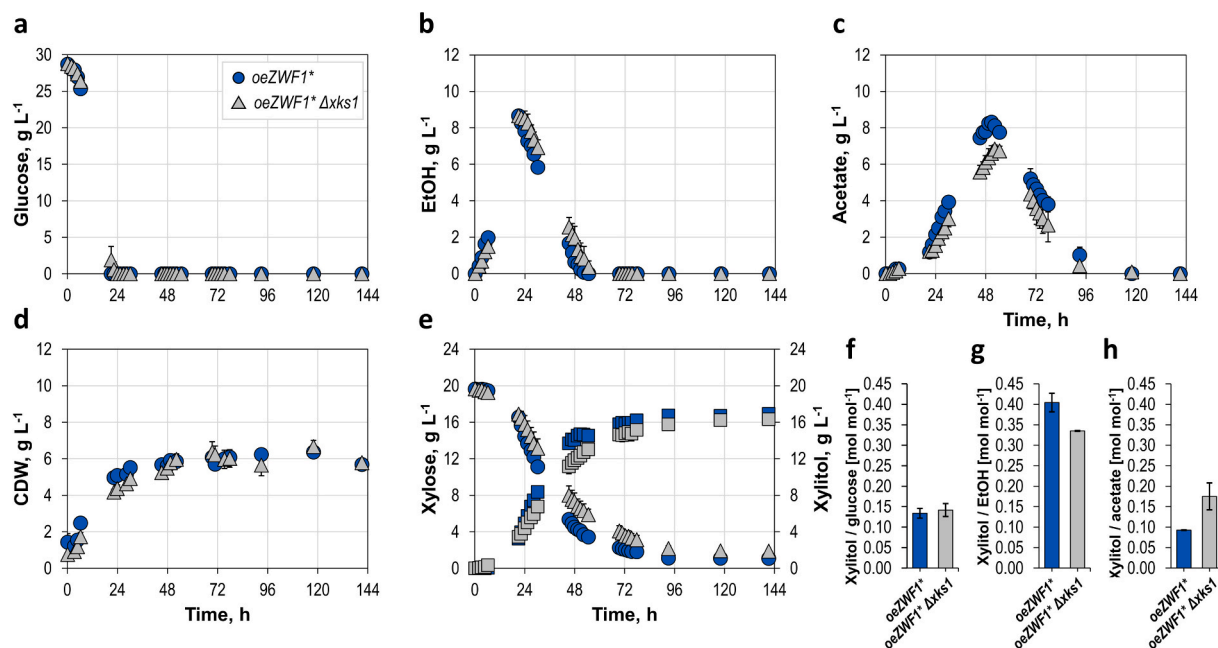 a
b
c
30
25
20
15
10
5
0
Glucose, g L-1
oeZWF1*
oeZWF1* Δxks1
0 24 48 72 96 120 144
12
10
8
6
4
2
0
EtOH, g L-1
0 24 48 72 96 120 144
12
10
8
6
4
2
0
Acetate, g L-1
0 24 48 72 96 120 144
Time, h
d
e
f
g
h
12
10
8
6
4
2
0
CDW, g L-1
0 24 48 72 96 120 144
Time, h
24
20
16
12
8
4
0
Xylose, g L-1
24
20
16
12
8
4
0
Xylitol, g L-1
0 24 48 72 96 120 144
Time, h
0.45
0.40
0.35
0.30
0.25
0.20
0.15
0.10
0.05
0.00
Xylitol / glucose [mol mol-1]
oeZWF1*
oeZWF1* Δxks1
0.45
0.40
0.35
0.30
0.25
0.20
0.15
0.10
0.05
0.00
Xylitol / EtOH [mol mol-1]
oeZWF1*
oeZWF1* Δxks1
0.45
0.40
0.35
0.30
0.25
0.20
0.15
0.10
0.05
0.00
Xylitol / acetate [mol mol-1]
oeZWF1*
oeZWF1* Δxks1